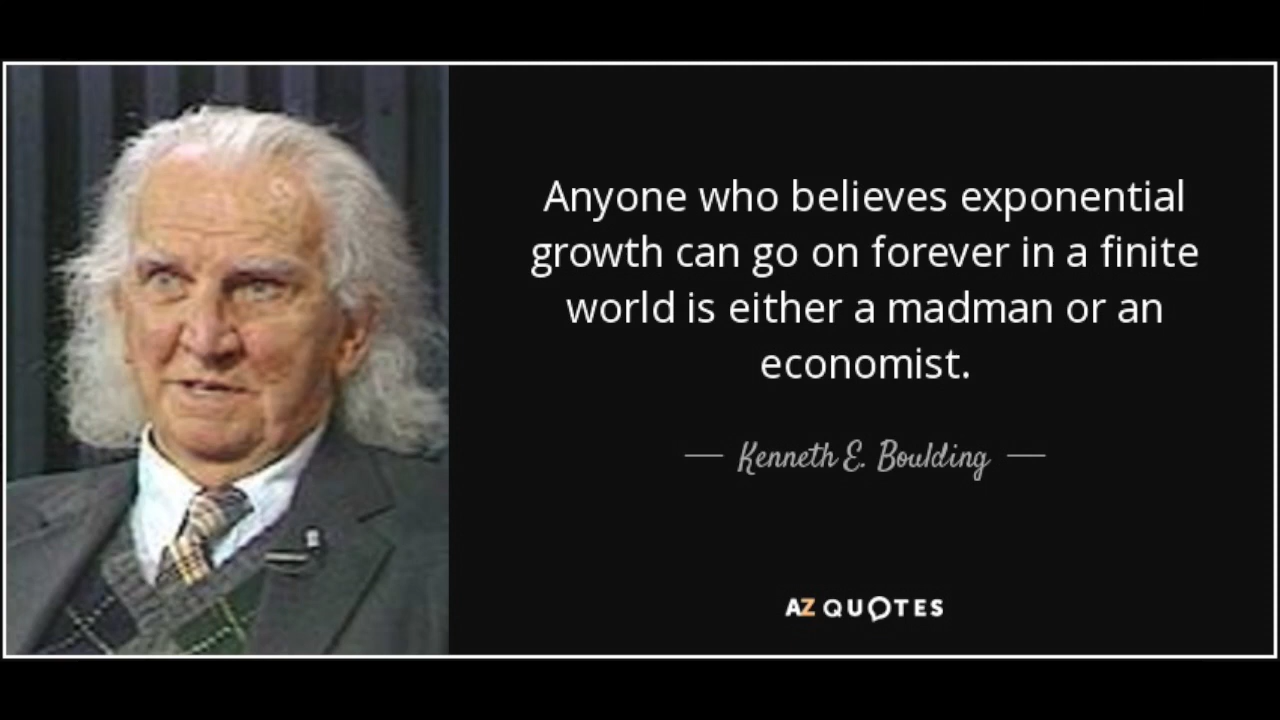 Anyone who believes exponential
growth can go on forever in a finite
world is either a madman or an
economist.
Kenneth E. Boulding
AZ QUOTES